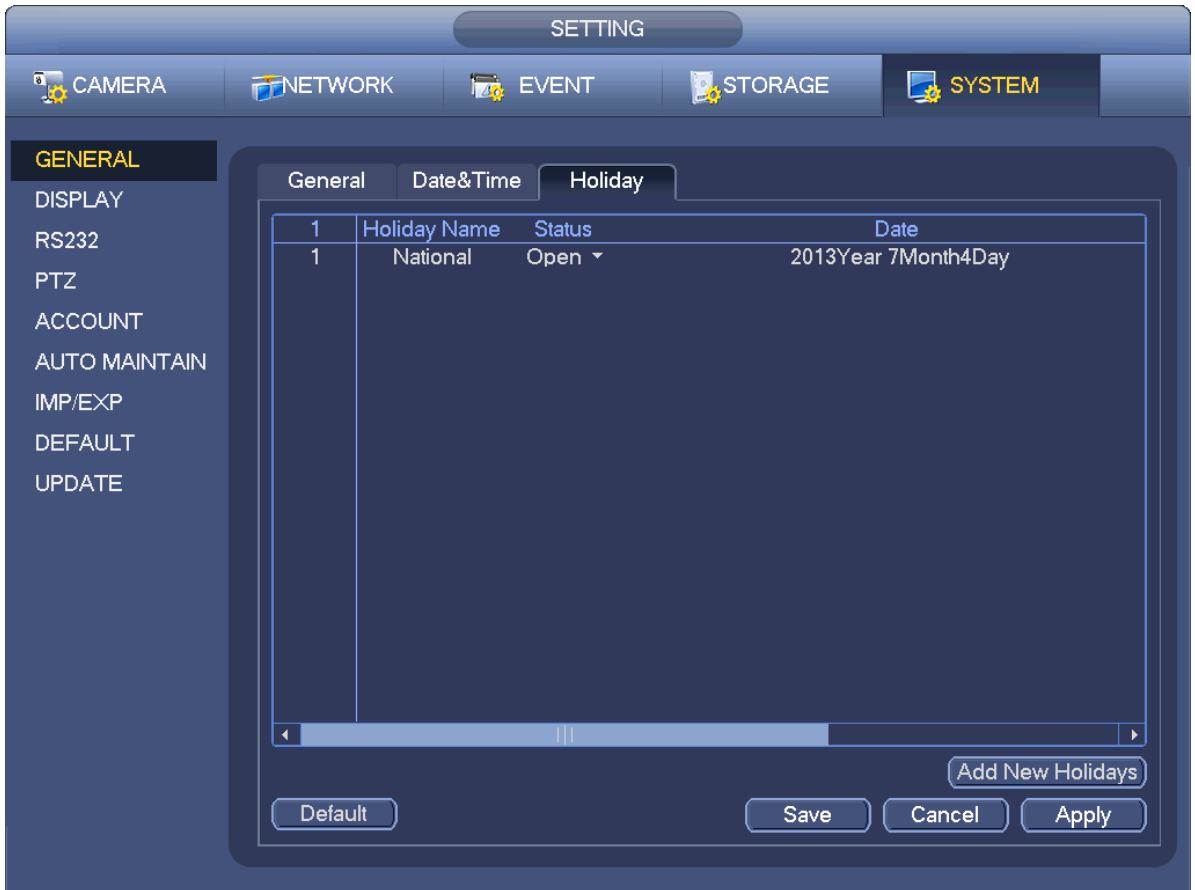 SETTING
CAMERA NETWORK EVENT STORAGE SYSTEM
GENERAL
DISPLAY
RS232
PTZ
ACCOUNT
AUTO MAINTAIN
IMP/EXP
DEFAULT
UPDATE
General Date&Time Holiday
1 Holiday Name Status Date
1 National Open 2013Year 7Month4Day
Add New Holidays
Default Save Cancel Apply